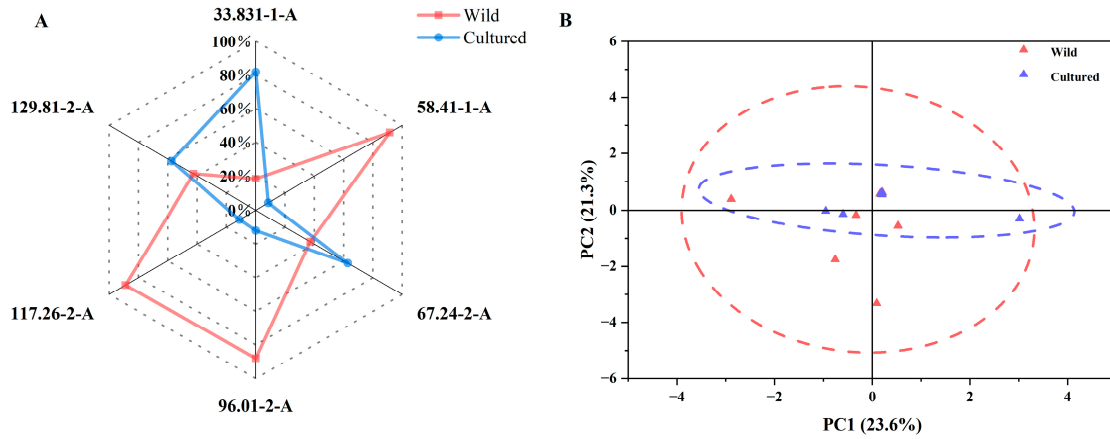 A
33.831-1-A
Wild
Cultured
100%
80%
60%
40%
20%
0%
129.81-2-A
58.41-1-A
117.26-2-A
67.24-2-A
96.01-2-A
B
Wild
Cultured
6
4
2
0
−2
−4
−6
PC2 (21.3%)
−4
−2
0
2
4
PC1 (23.6%)